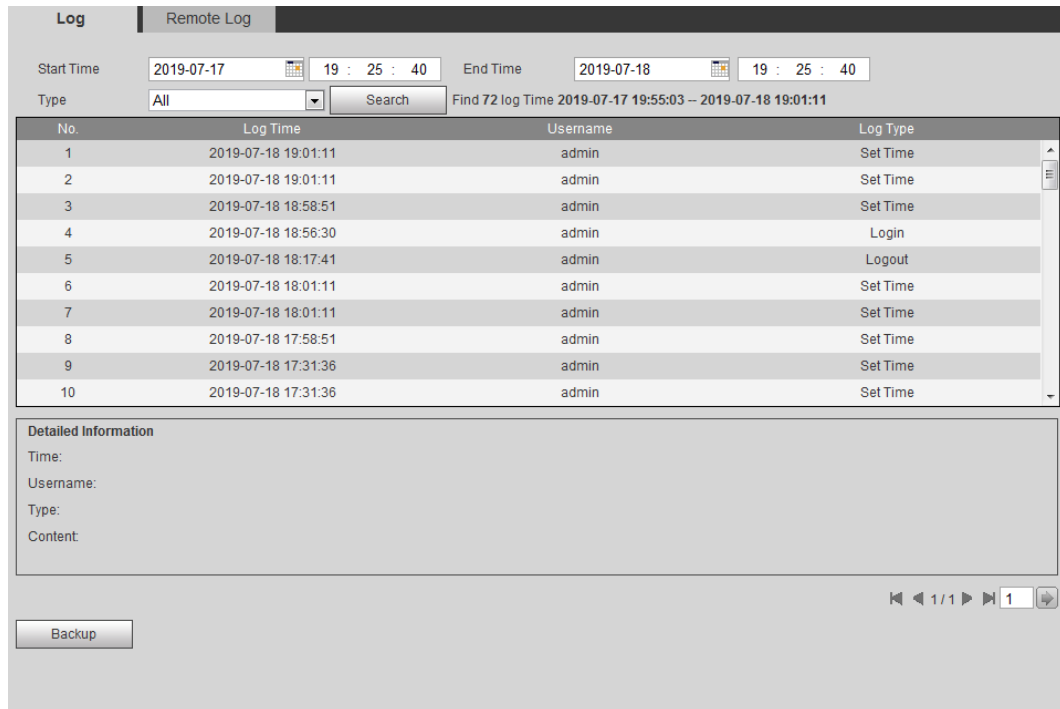 Log Remote Log
Start Time 2019-07-17 19 : 25 : 40 End Time 2019-07-18 19 : 25 : 40
Type All Search Find 72 log Time 2019-07-17 19:55:03 -- 2019-07-18 19:01:11
No. Log Time Username Log Type
1 2019-07-18 19:01:11 admin Set Time
2 2019-07-18 19:01:11 admin Set Time
3 2019-07-18 18:58:51 admin Set Time
4 2019-07-18 18:56:30 admin Login
5 2019-07-18 18:17:41 admin Logout
6 2019-07-18 18:01:11 admin Set Time
7 2019-07-18 18:01:11 admin Set Time
8 2019-07-18 17:58:51 admin Set Time
9 2019-07-18 17:31:36 admin Set Time
10 2019-07-18 17:31:36 admin Set Time
Detailed Information
Time:
Username:
Type:
Content:
1/1 1
Backup